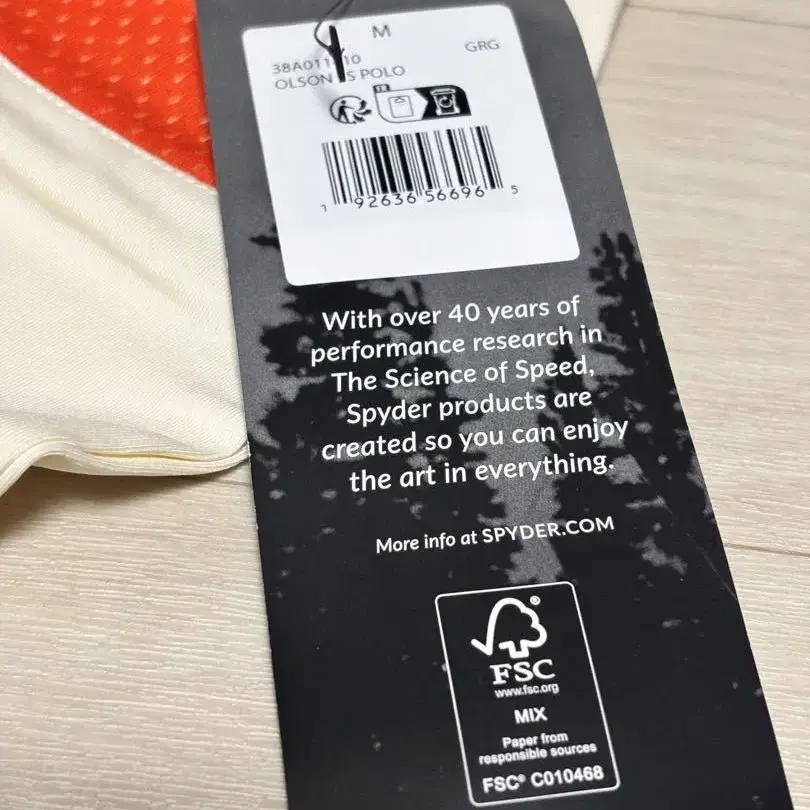 M
GRG
OLSON S POLO
1 92636 56696 5
With over 40 years of
performance research in
The Science of Speed,
Spyder products are
created so you can enjoy
the art in everything.
More info at SPYDER.COM
FSC
www.fsc.org
MIX
Paper from
responsible sources
FSC® C010468